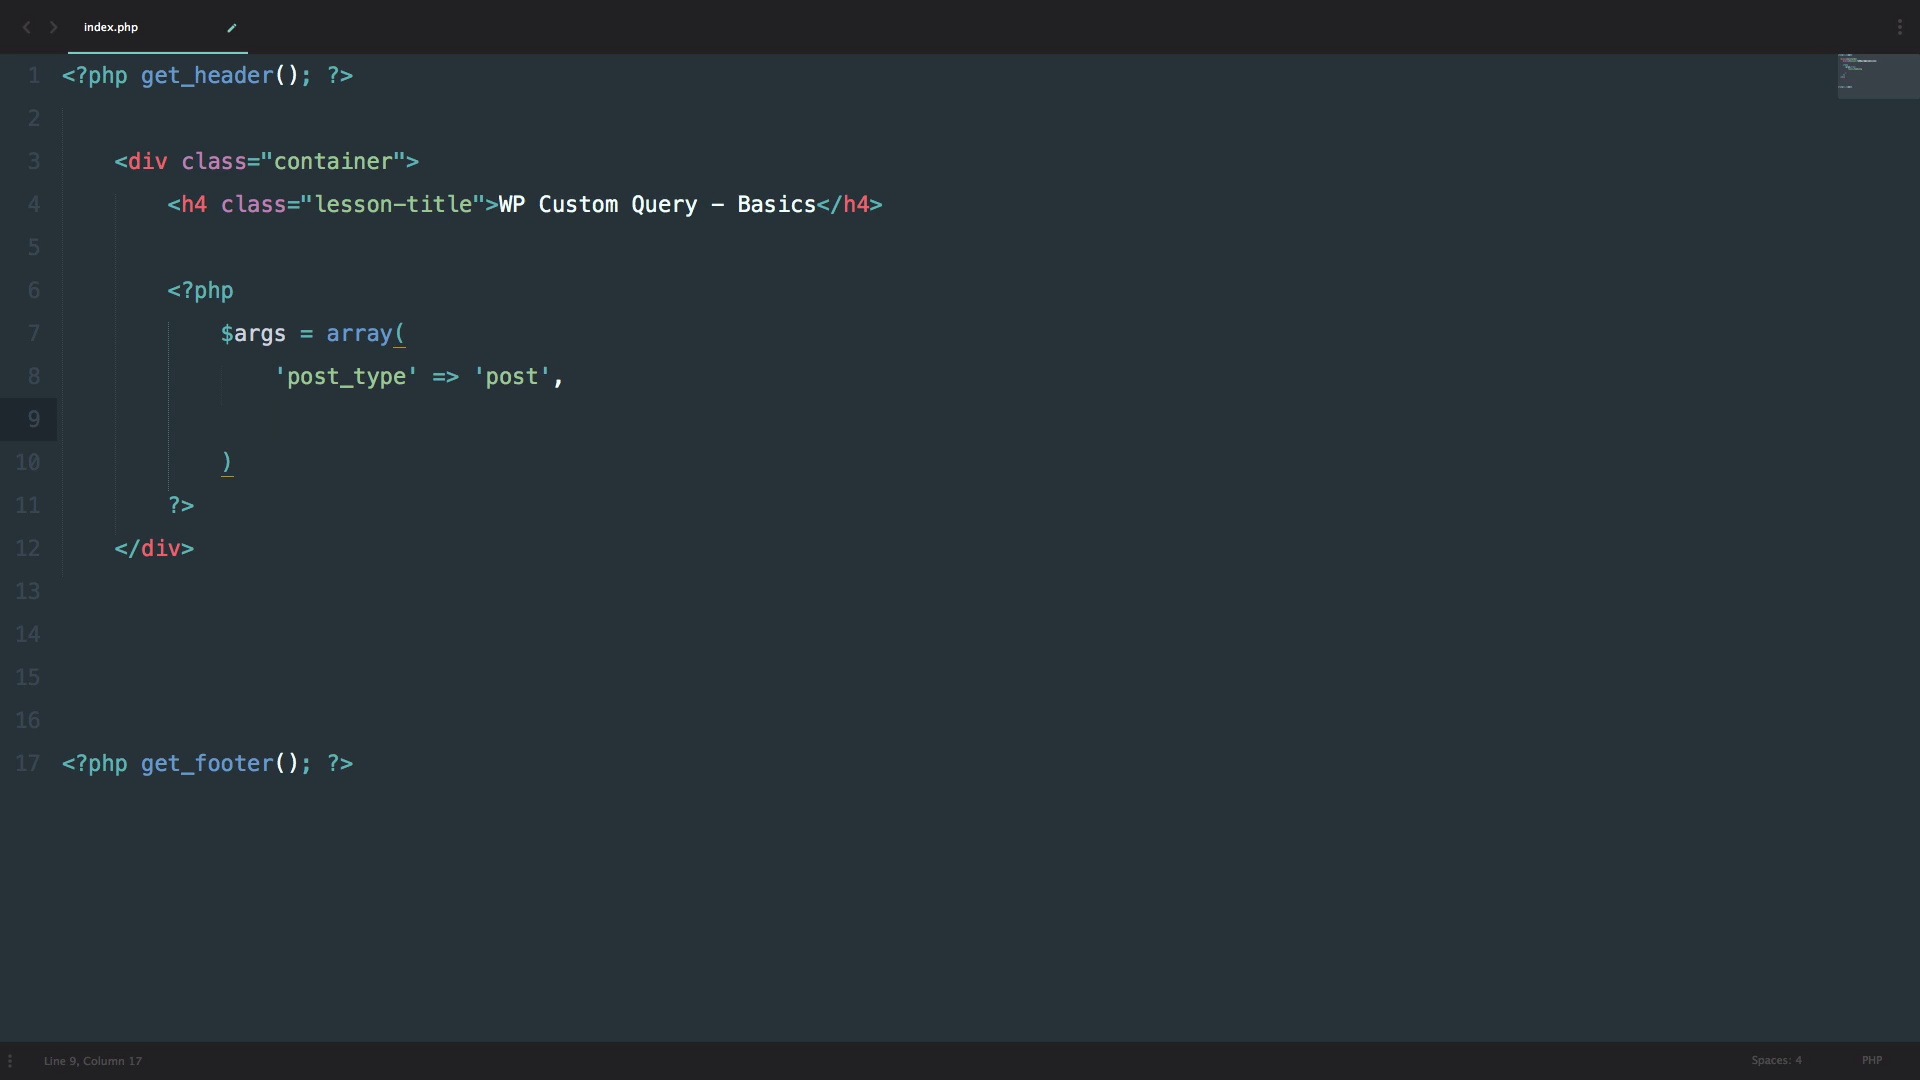 index.php
1 <?php get_header(); ?>
2
3 <div class="container">
4 <h4 class="lesson-title">WP Custom Query - Basics</h4>
5
6 <?php
7 $args = array(
8 'post_type' => 'post',
9
10 )
11 ?>
12 </div>
13
14
15
16
17 <?php get_footer(); ?>
Line 9, Column 17
Spaces: 4
PHP